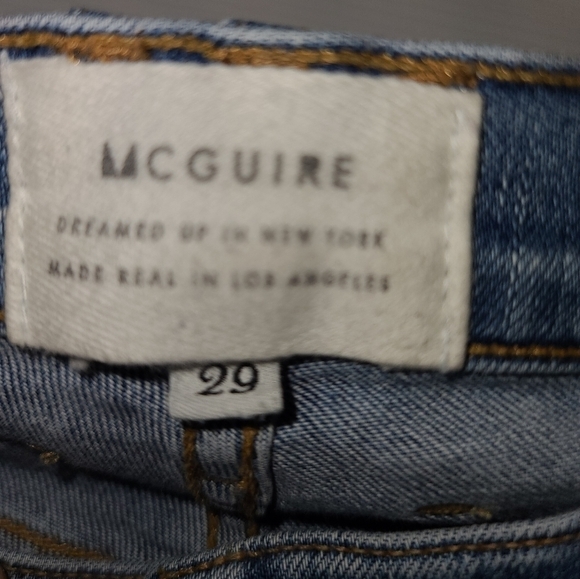 MCGUIRE
DREAMED UP IN NEW YORK
MADE REAL IN LOS ANGELES
29